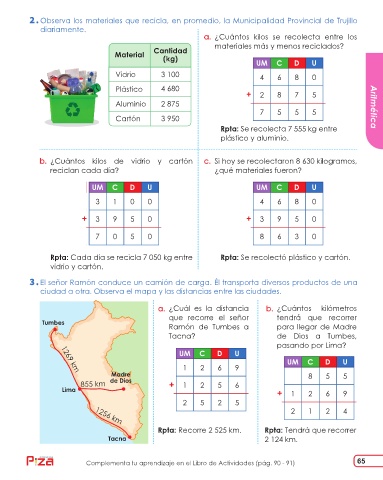 2. Observa los materiales que recicla, en promedio, la Municipalidad Provincial de Trujillo
diariamente.
Material Cantidad (kg)
Vidrio 3 100
Plástico 4 680
Aluminio 2 875
Cartón 3 950
a. ¿Cuántos kilos se recolecta entre los
materiales más y menos reciclados?
UM C D U
4 6 8 0
+ 2 8 7 5
7 5 5 5
Rpta: Se recolecta 7 555 kg entre
plástico y aluminio.
Aritmética
b. ¿Cuántos kilos de vidrio y cartón
reciclan cada día?
UM C D U
3 1 0 0
+ 3 9 5 0
7 0 5 0
Rpta: Cada día se recicla 7 050 kg entre
vidrio y cartón.
c. Si hoy se recolectaron 8 630 kilogramos,
¿qué materiales fueron?
UM C D U
4 6 8 0
+ 3 9 5 0
8 6 3 0
Rpta: Se recolectó plástico y cartón.
3. El señor Ramón conduce un camión de carga. Él transporta diversos productos de una
ciudad a otra. Observa el mapa y las distancias entre las ciudades.
Tumbes
1269 km
Madre
de Dios
855 km
Lima
1256 km
Tacna
a. ¿Cuál es la distancia
que recorre el señor
Ramón de Tumbes a
Tacna?
UM C D U
1 2 6 9
+ 1 2 5 6
2 5 2 5
Rpta: Recorre 2 525 km.
b. ¿Cuántos kilómetros
tendrá que recorrer
para llegar de Madre
de Dios a Tumbes,
pasando por Lima?
UM C D U
8 5 5
+ 1 2 6 9
2 1 2 4
Rpta: Tendrá que recorrer
2 124 km.
Complementa tu aprendizaje en el Libro de Actividades (pág. 90 - 91)
65